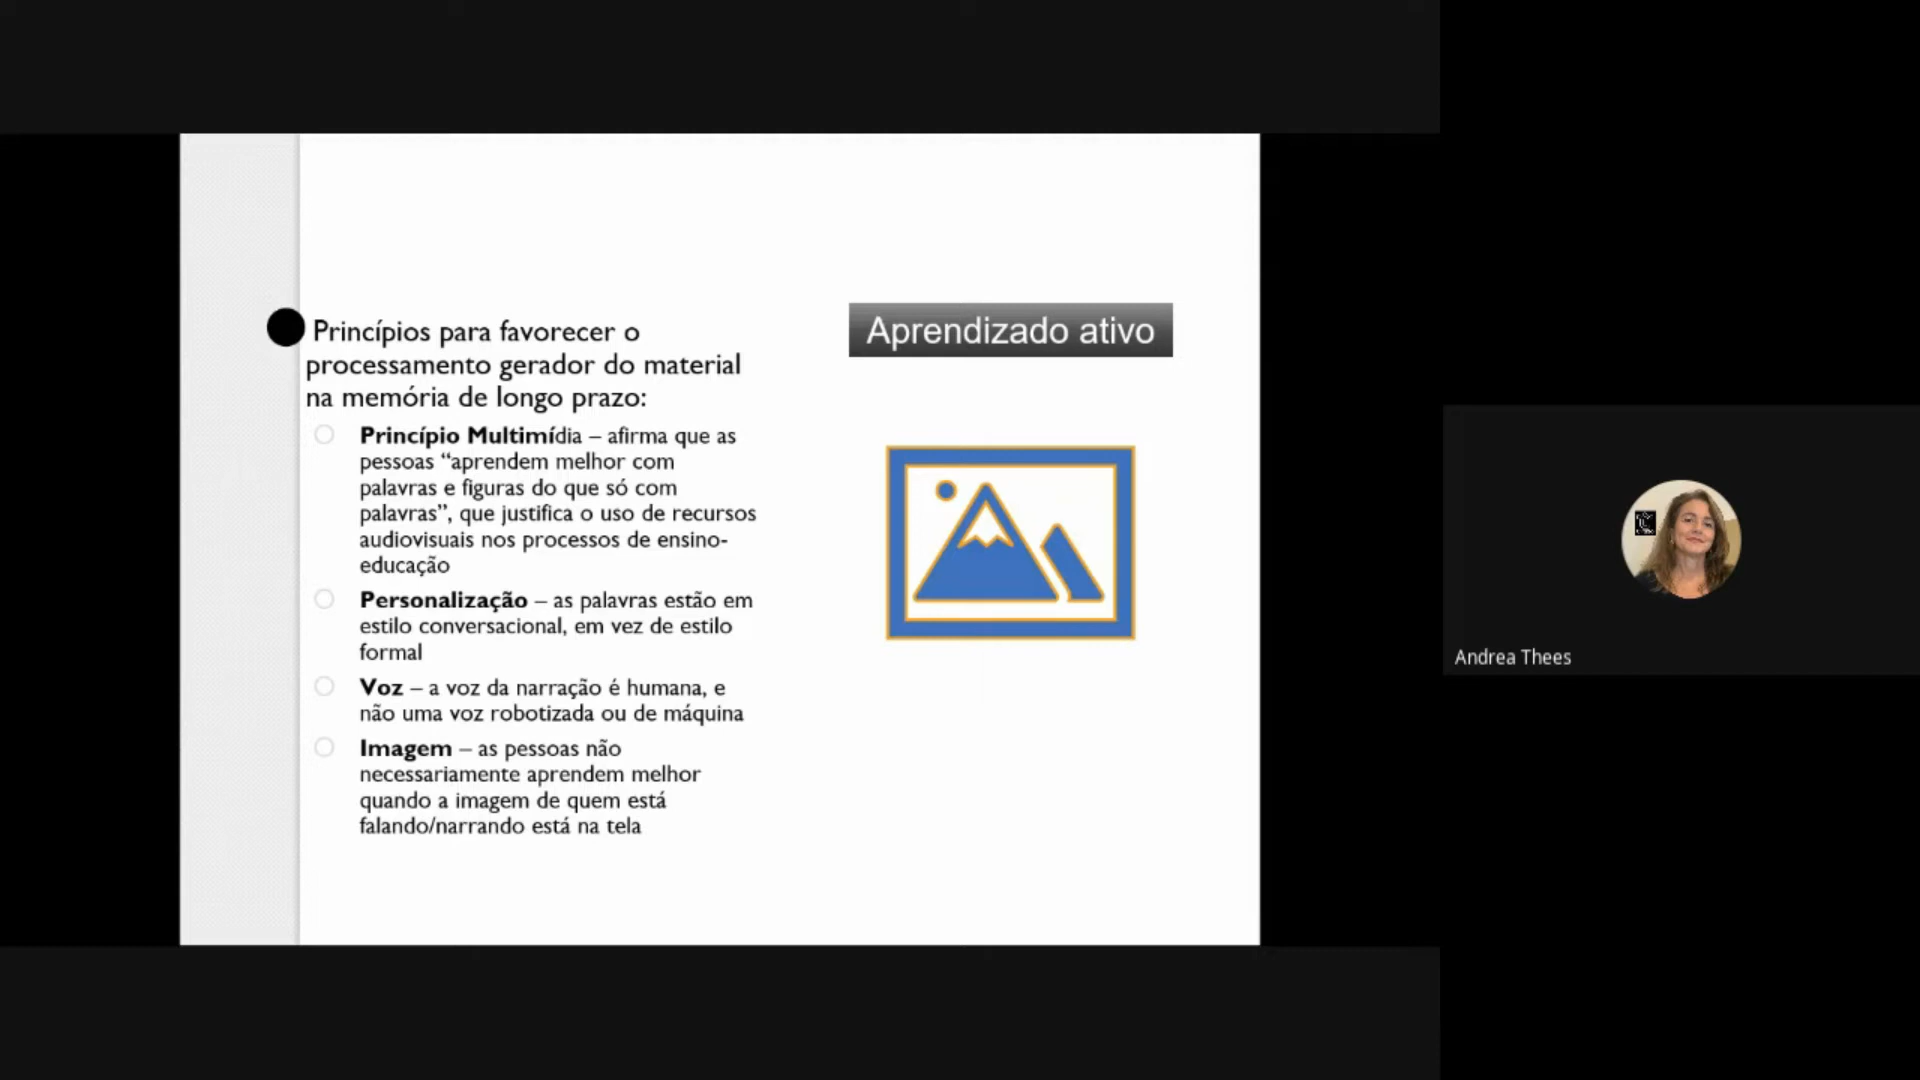 Princípios para favorecer o
processamento gerador do material
na memória de longo prazo:
Princípio Multimídia – afirma que as
pessoas “aprendem melhor com
palavras e figuras do que só com
palavras”, que justifica o uso de recursos
audiovisuais nos processos de ensino-
educação
Personalização – as palavras estão em
estilo conversacional, em vez de estilo
formal
Voz – a voz da narração é humana, e
não uma voz robotizada ou de máquina
Imagem – as pessoas não
necessariamente aprendem melhor
quando a imagem de quem está
falando/narrando está na tela
Aprendizado ativo
Andrea Thees